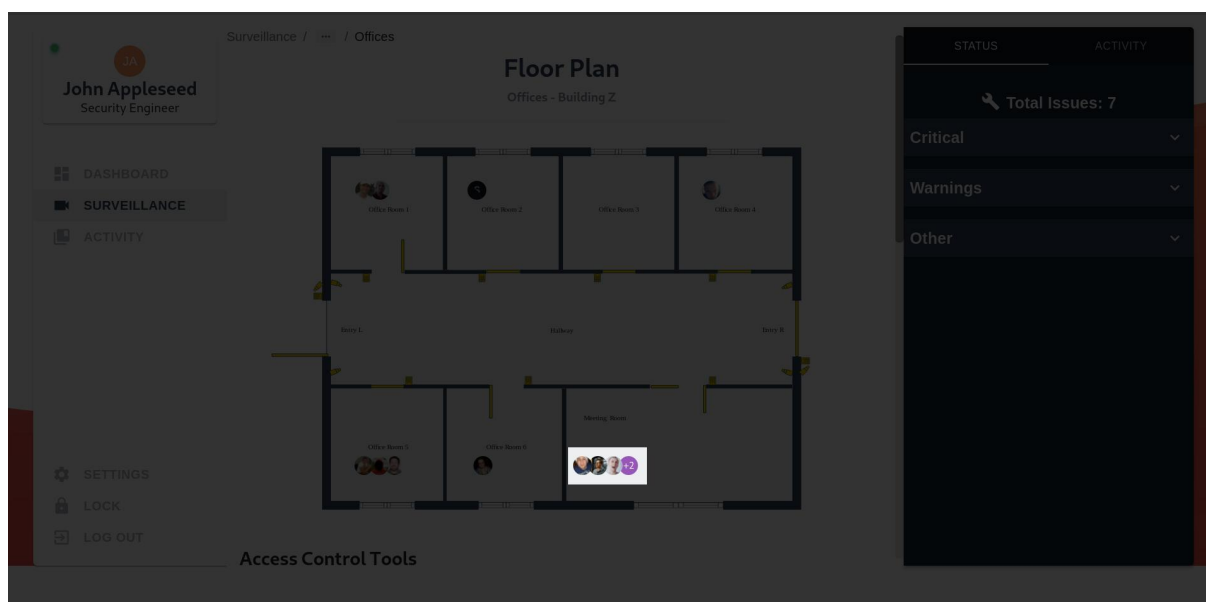 Surveillance / ··· / Offices
JA
John Appleseed
Security Engineer
DASHBOARD
SURVEILLANCE
ACTIVITY
SETTINGS
LOCK
LOG OUT
Floor Plan
Offices - Building Z
Office Room 1
S
Office Room 2
Office Room 3
Office Room 4
Entry L
Hallway
Entry R
Office Room 5
Office Room 6
Meeting Room
+2
Access Control Tools
STATUS
ACTIVITY
Total Issues: 7
Critical
Warnings
Other